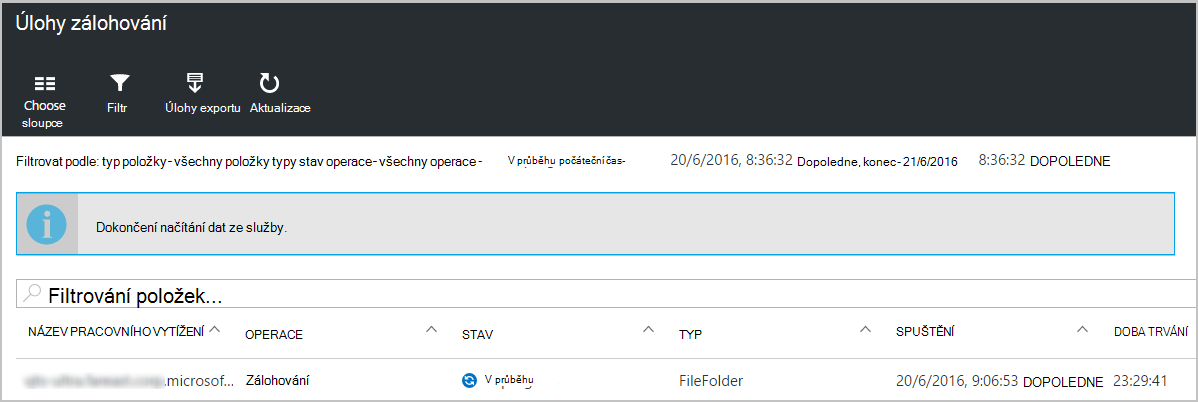 Úlohy zálohování
Choose sloupce
Filtr
Úlohy exportu
Aktualizace
Filtrovat podle: typ položky - všechny položky typy stav operace- všechny operace - V průběhu počáteční čas- 20/6/2016, 8:36:32 Dopoledne, konec - 21/6/2016 8:36:32 DOPOLEDNE
Dokončení načítání dat ze služby.
Filtrování položek...
NÁZEV PRACOVNÍHO VYTÍŽENÍ OPERACE STAV TYP SPUŠTĚNÍ DOBA TRVÁNÍ
.microsof... Zálohování V průběhu FileFolder 20/6/2016, 9:06:53 DOPOLEDNE 23:29:41